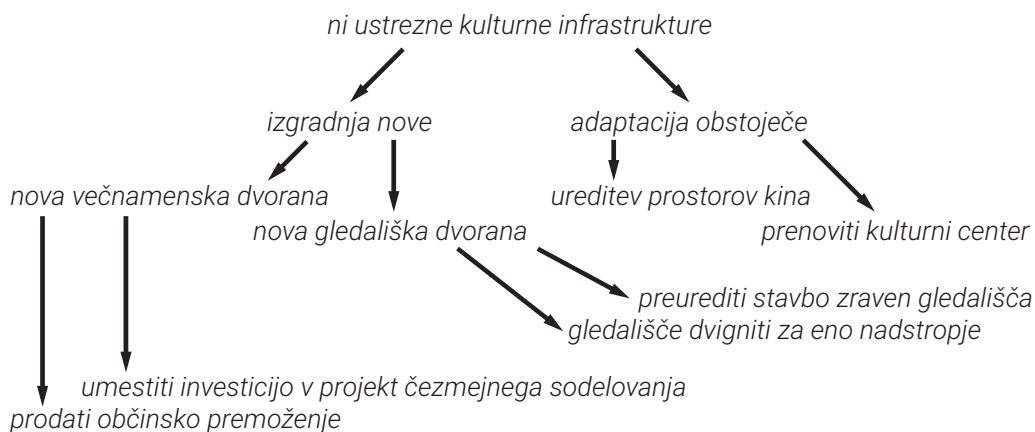 ni ustrezne kulturne infrastrukture
izgradnja nove
adaptacija obstoječe
nova večnamenska dvorana
ureditev prostorov kina
nova gledališka dvorana
prenoviti kulturni center
preurediti stavbo zraven gledališča
gledališče dvigniti za eno nadstropje
umestiti investicijo v projekt čezmejnega sodelovanja
prodati občinsko premoženje